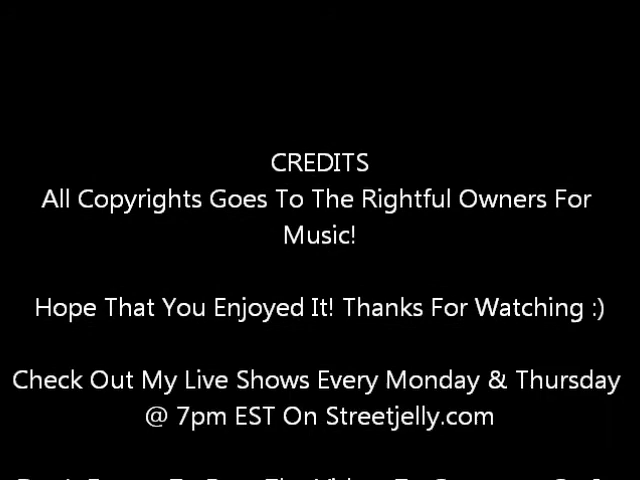 CREDITS
All Copyrights Goes To The Rightful Owners For
Music!
Hope That You Enjoyed It! Thanks For Watching :)
Check Out My Live Shows Every Monday & Thursday
@ 7pm EST On Streetjelly.com